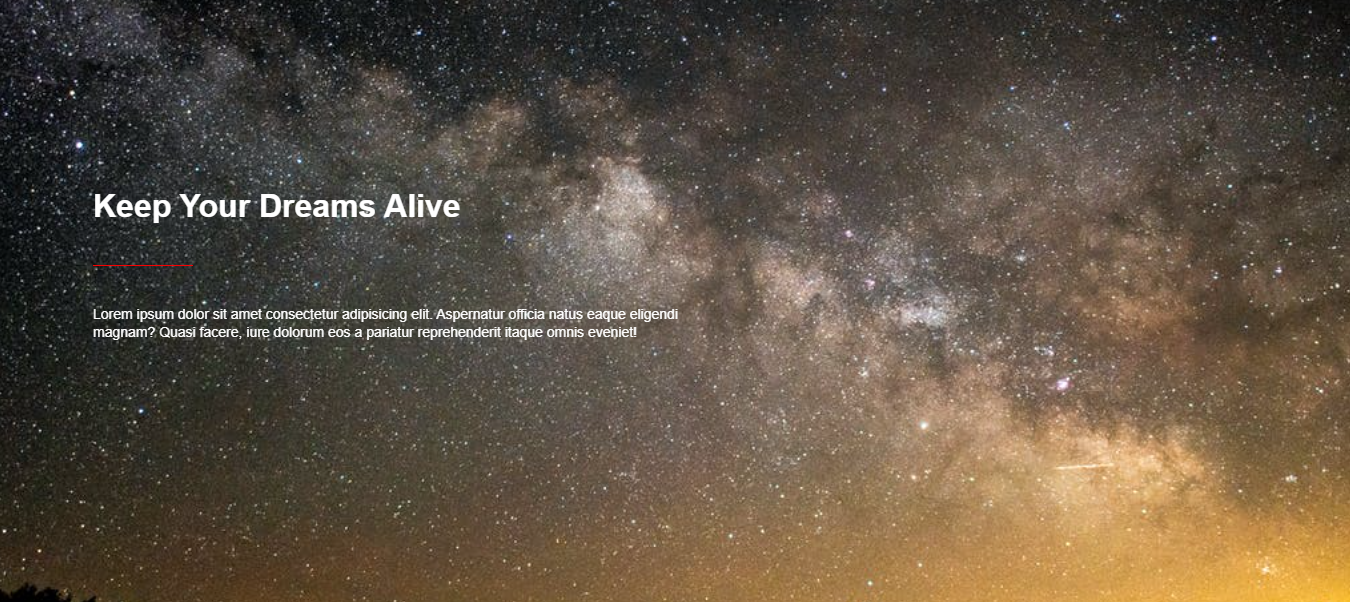 Keep Your Dreams Alive
Lorem ipsum dolor sit amet consectetur adipisicing elit. Aspernatur officia natus eaque eligendi
magnam? Quasi facere, iure dolorum eos a pariatur reprehenderit itaque omnis eveniet!